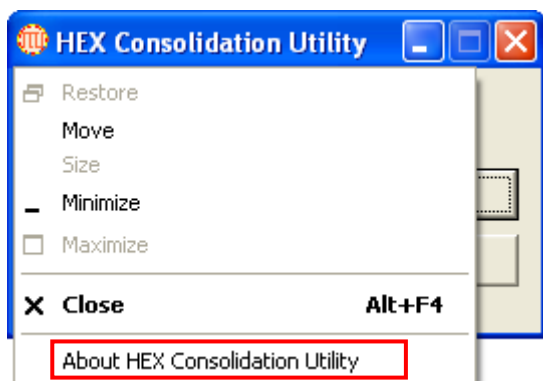 HEX Consolidation Utility
Restore
Move
Size
Minimize
Maximize
Close Alt+F4
About HEX Consolidation Utility